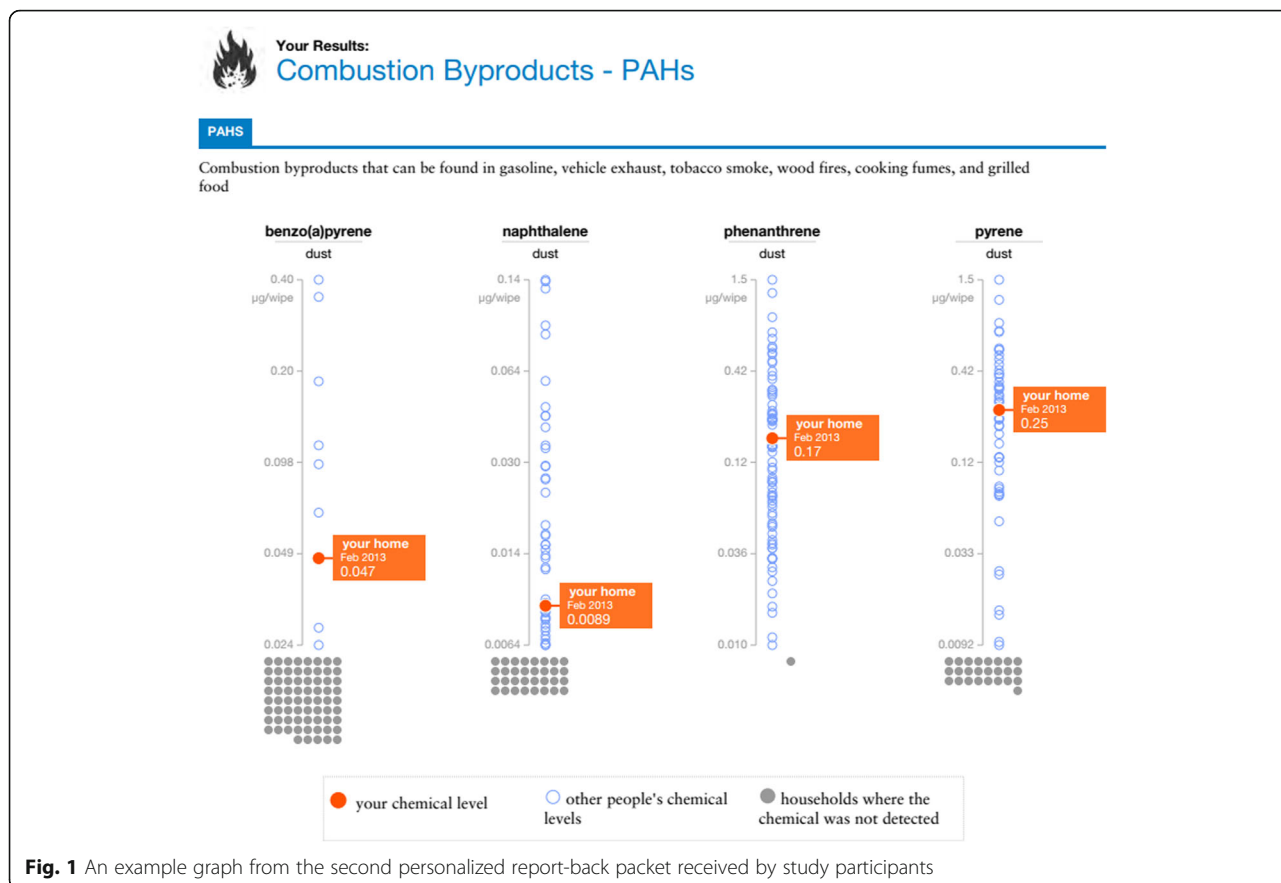 Your Results:
Combustion Byproducts - PAHs
PAHS
Combustion byproducts that can be found in gasoline, vehicle exhaust, tobacco smoke, wood fires, cooking fumes, and grilled
food
benzo(a)pyrene
dust
0.40
µg/wipe
0.20
0.098
0.049
0.024
your home
Feb 2013
0.047
naphthalene
dust
0.14
µg/wipe
0.064
0.030
0.014
0.0064
your home
Feb 2013
0.0089
phenanthrene
dust
1.5
µg/wipe
0.42
0.12
0.036
0.010
your home
Feb 2013
0.17
pyrene
dust
1.5
µg/wipe
0.42
0.12
0.033
0.0092
your home
Feb 2013
0.25
your chemical level
other people's chemical
levels
households where the
chemical was not detected
Fig. 1 An example graph from the second personalized report-back packet received by study participants